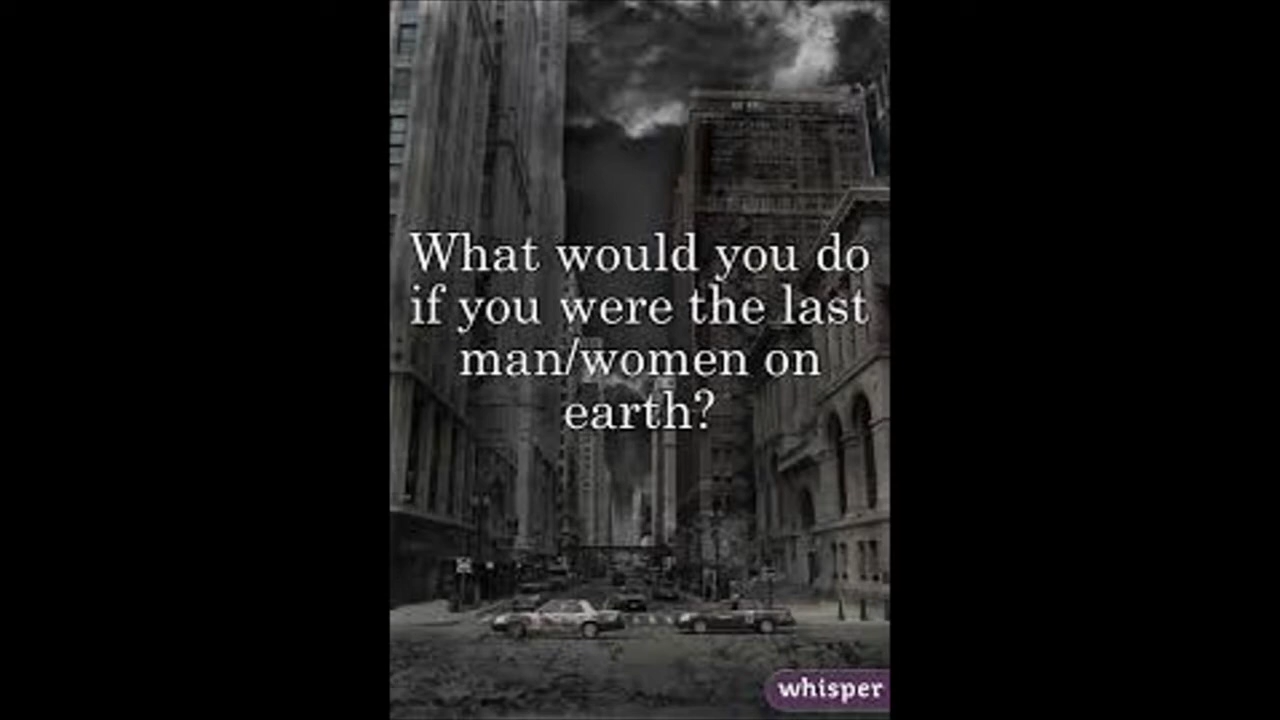 What would you do
if you were the last
man/women on
earth?
whisper